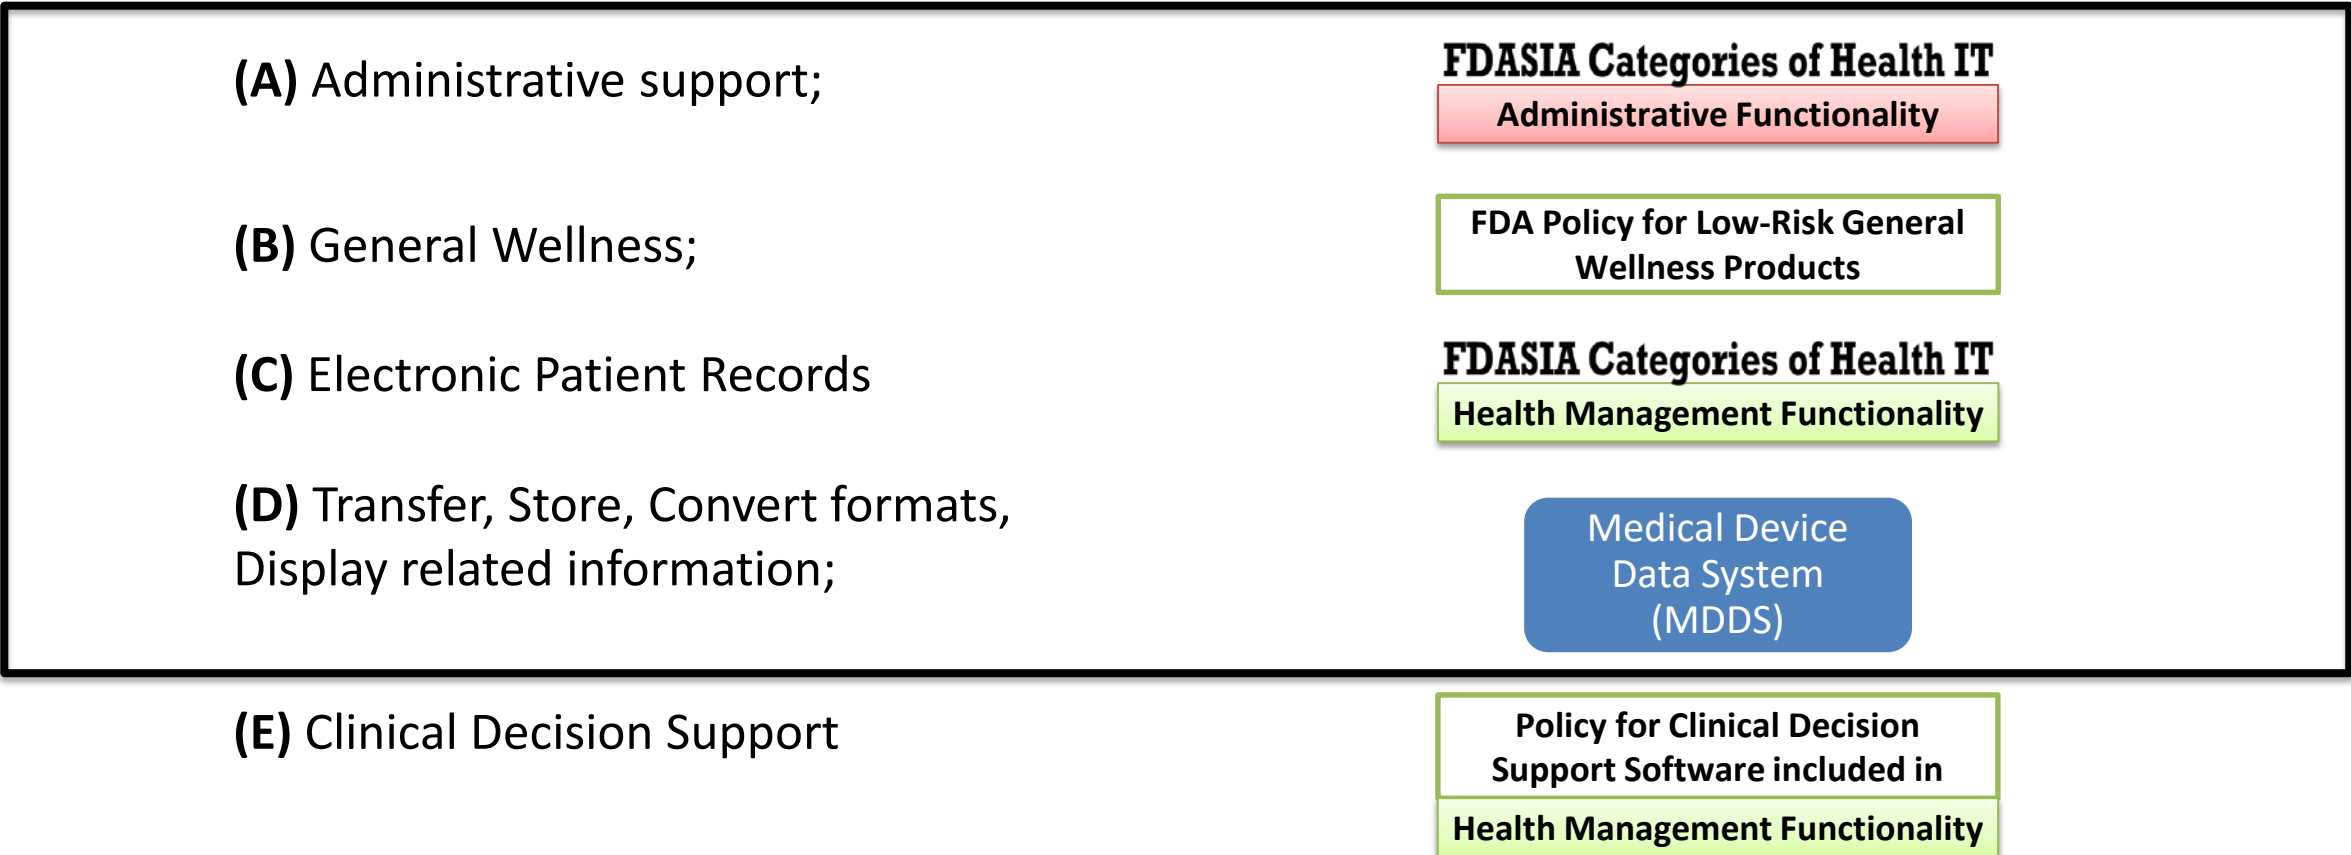 (A) Administrative support;
FDASIA Categories of Health IT
Administrative Functionality
(B) General Wellness;
FDA Policy for Low-Risk General
Wellness Products
(C) Electronic Patient Records
FDASIA Categories of Health IT
Health Management Functionality
(D) Transfer, Store, Convert formats,
Display related information;
Medical Device
Data System
(MDDS)
(E) Clinical Decision Support
Policy for Clinical Decision
Support Software included in
Health Management Functionality